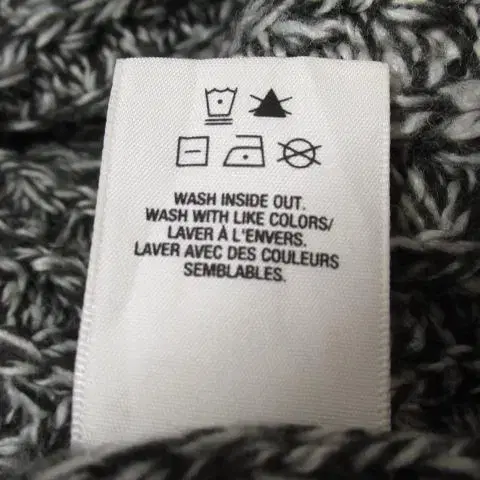 WASH INSIDE OUT.
WASH WITH LIKE COLORS/
LAVER À L'ENVERS.
LAVER AVEC DES COULEURS
SEMBLABLES.